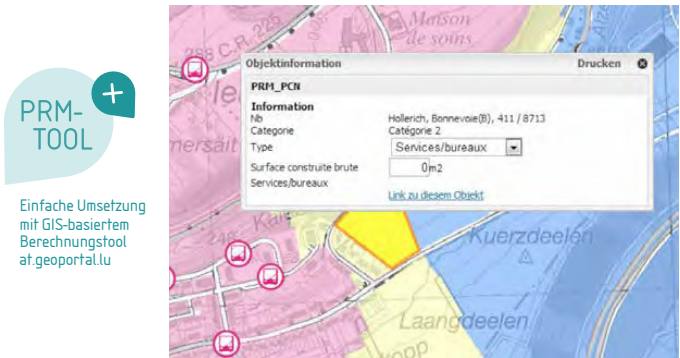 PRM-
TOOL
+
Einfache Umsetzung
mit GIS-basiertem
Berechnungstool
at.geoportal.lu
Maison
de soins
C.R. 225
Objektinformation Drucken
PRM_PCN
Information
Nb Hollerich, Bonnevoie(B), 411 / 8713
Categorie Catégorie 2
Type Services/bureaux
Surface construite brute 0 m2
Services/bureaux
Link zu diesem Objekt
Kuerzdeelen
Laangdeelen